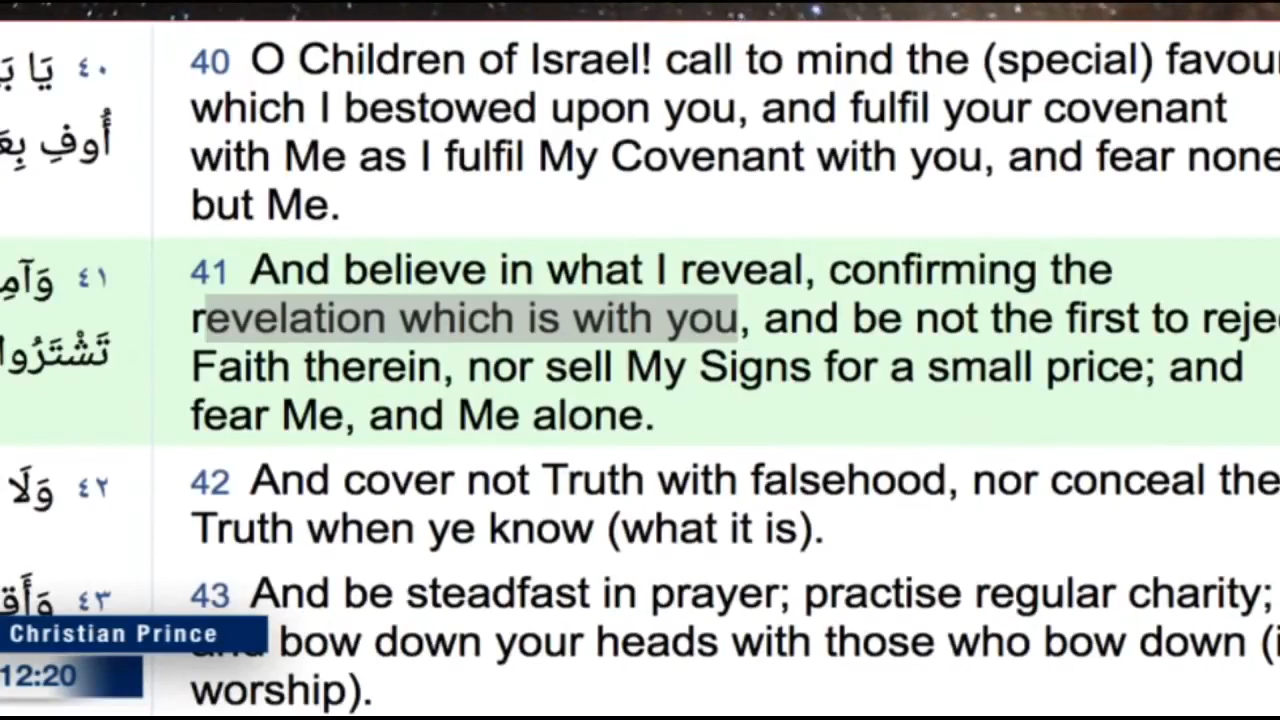 ٤٠ يَا
40 O Children of Israel! call to mind the (special)
which I bestowed upon you, and fulfil your covenant
أُوفِ
with Me as I fulfil My Covenant with you, and fear none
but Me.
٤١
41 And believe in what I reveal, confirming the
revelation which is with you, and be not the first to
تَشْتَرُوا
Faith therein, nor sell My Signs for a small price; and
fear Me, and Me alone.
٤٢ وَلَا
42 And cover not Truth with falsehood, nor conceal the
Truth when ye know (what it is).
٤٣
43 And be steadfast in prayer; practise regular charity;
and bow down your heads with those who bow down
worship).
Christian Prince
12:20